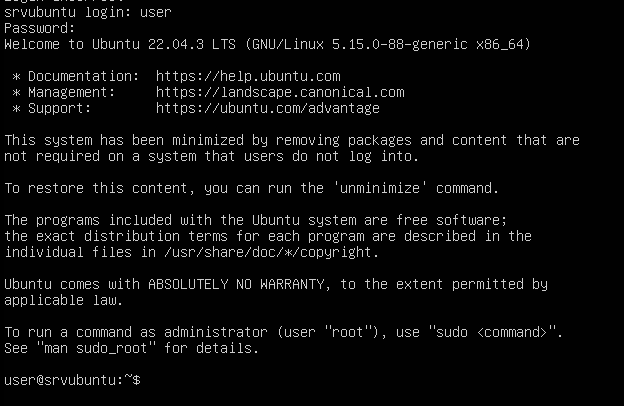 Login incorrect
srvubuntu login: user
Password:
Welcome to Ubuntu 22.04.3 LTS (GNU/Linux 5.15.0-88-generic x86_64)
* Documentation:  https://help.ubuntu.com
* Management:     https://landscape.canonical.com
* Support:        https://ubuntu.com/advantage
This system has been minimized by removing packages and content that are
not required on a system that users do not log into.
To restore this content, you can run the 'unminimize' command.
The programs included with the Ubuntu system are free software;
the exact distribution terms for each program are described in the
individual files in /usr/share/doc/*/copyright.
Ubuntu comes with ABSOLUTELY NO WARRANTY, to the extent permitted by
applicable law.
To run a command as administrator (user "root"), use "sudo <command>".
See "man sudo_root" for details.
user@srvubuntu:~$